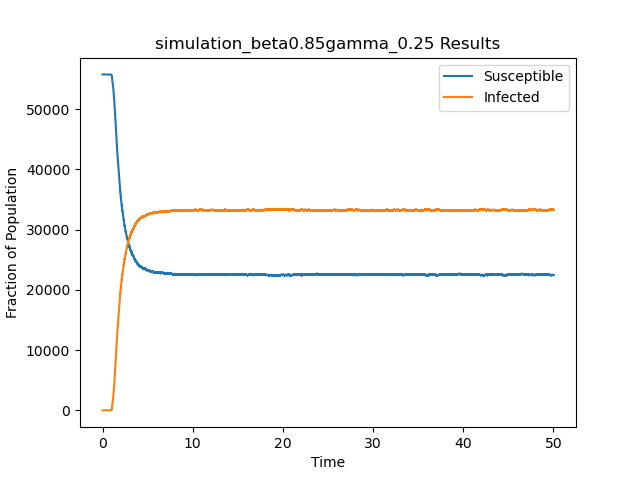 simulation_beta0.85gamma_0.25 Results
Susceptible
Infected
Fraction of Population
50000
40000
30000
20000
10000
0
0 10 20 30 40 50
Time